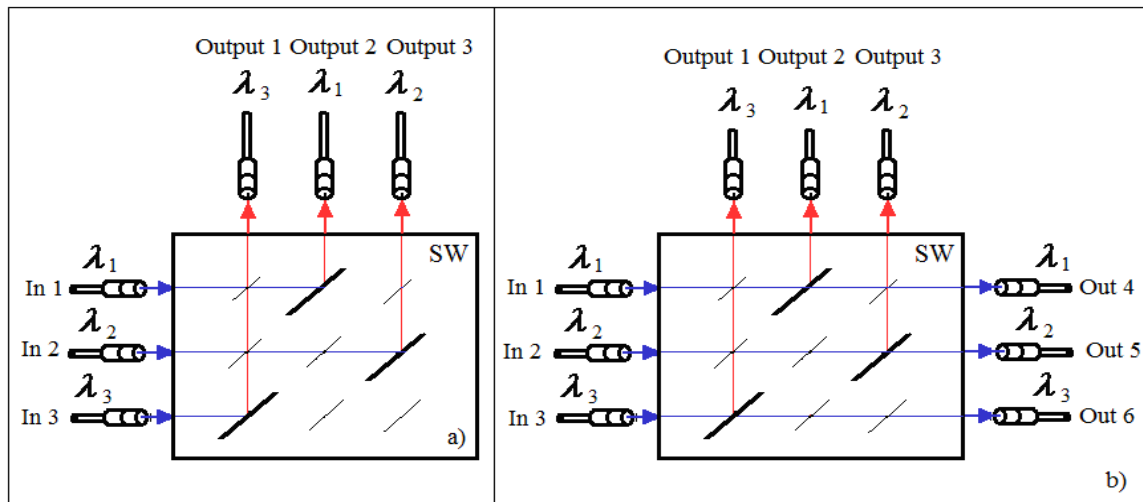 Output 1 Output 2 Output 3
λ3 λ1 λ2
SW
λ1
In 1
λ2
In 2
λ3
In 3
a)
Output 1 Output 2 Output 3
λ3 λ1 λ2
SW
λ1 λ1
In 1 Out 4
λ2 λ2
In 2 Out 5
λ3 λ3
In 3 Out 6
b)